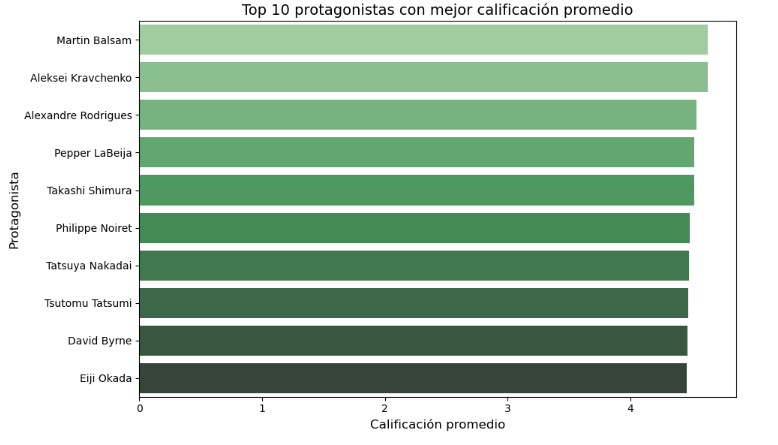 Top 10 protagonistas con mejor calificación promedio
Protagonista
Martin Balsam
Aleksei Kravchenko
Alexandre Rodrigues
Pepper LaBeija
Takashi Shimura
Philippe Noiret
Tatsuya Nakadai
Tsutomu Tatsumi
David Byrne
Eiji Okada
0 1 2 3 4
Calificación promedio